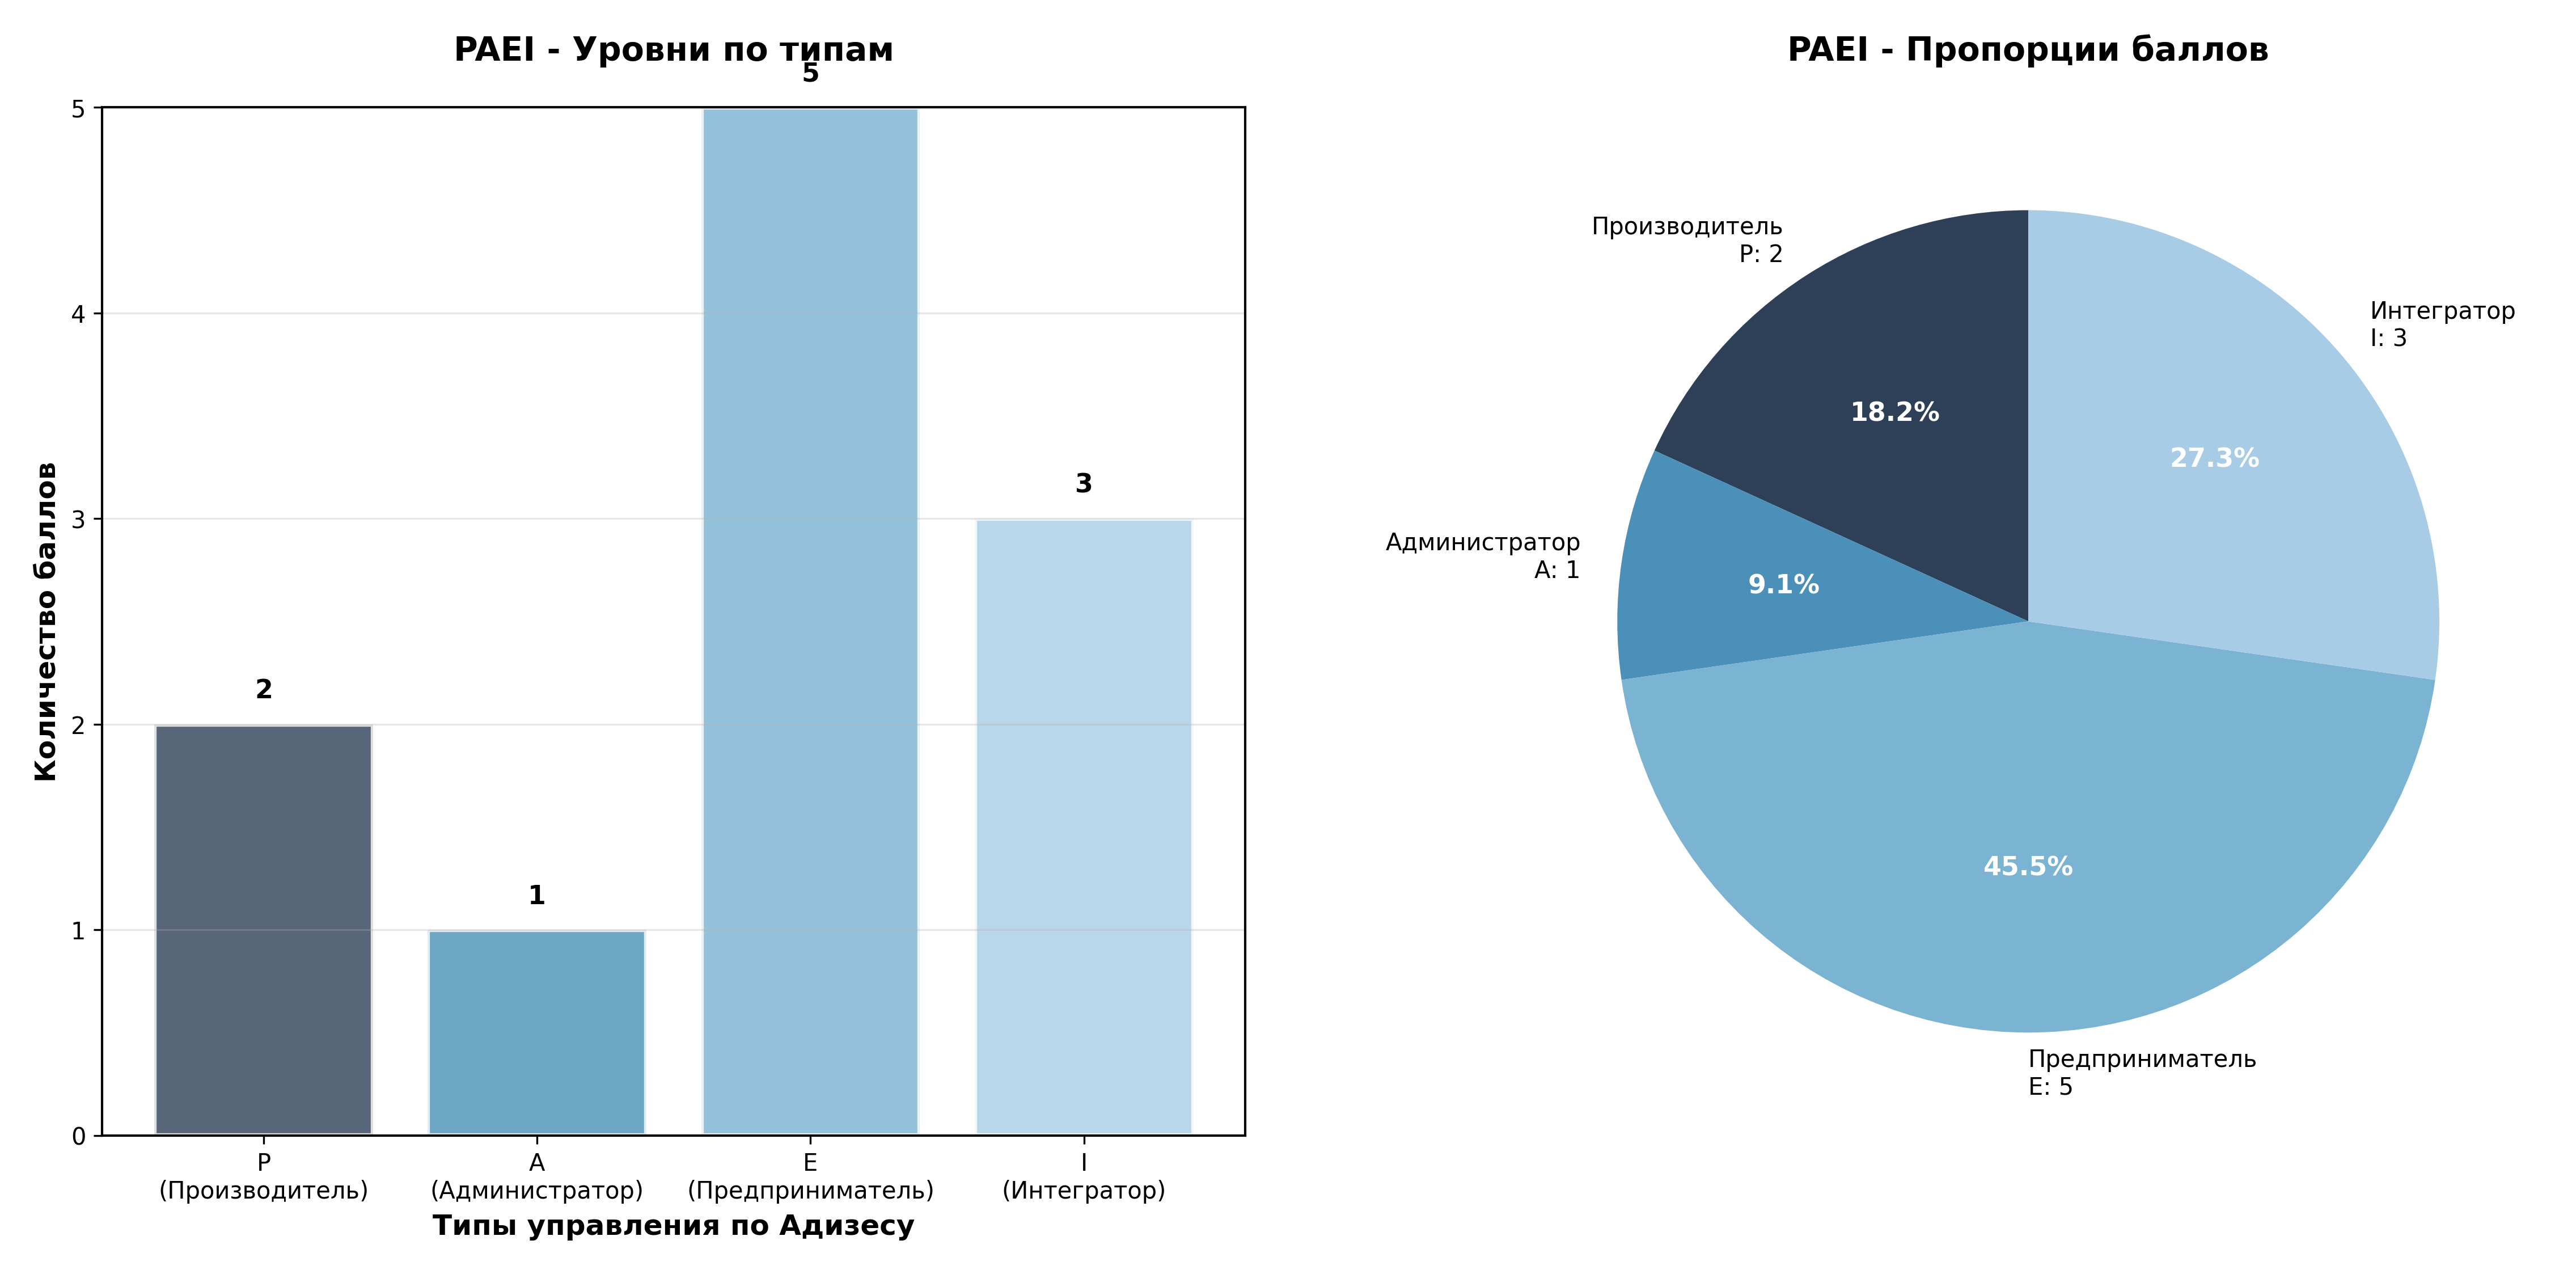 PAEI - Уровни по типам
5
5
4
3
2
1
0
Количество баллов
2
1
3
P
(Производитель)
A
(Администратор)
E
(Предприниматель)
I
(Интегратор)
Типы управления по Адизесу
PAEI - Пропорции баллов
Производитель
P: 2
18.2%
Интегратор
I: 3
27.3%
Администратор
A: 1
9.1%
45.5%
Предприниматель
E: 5